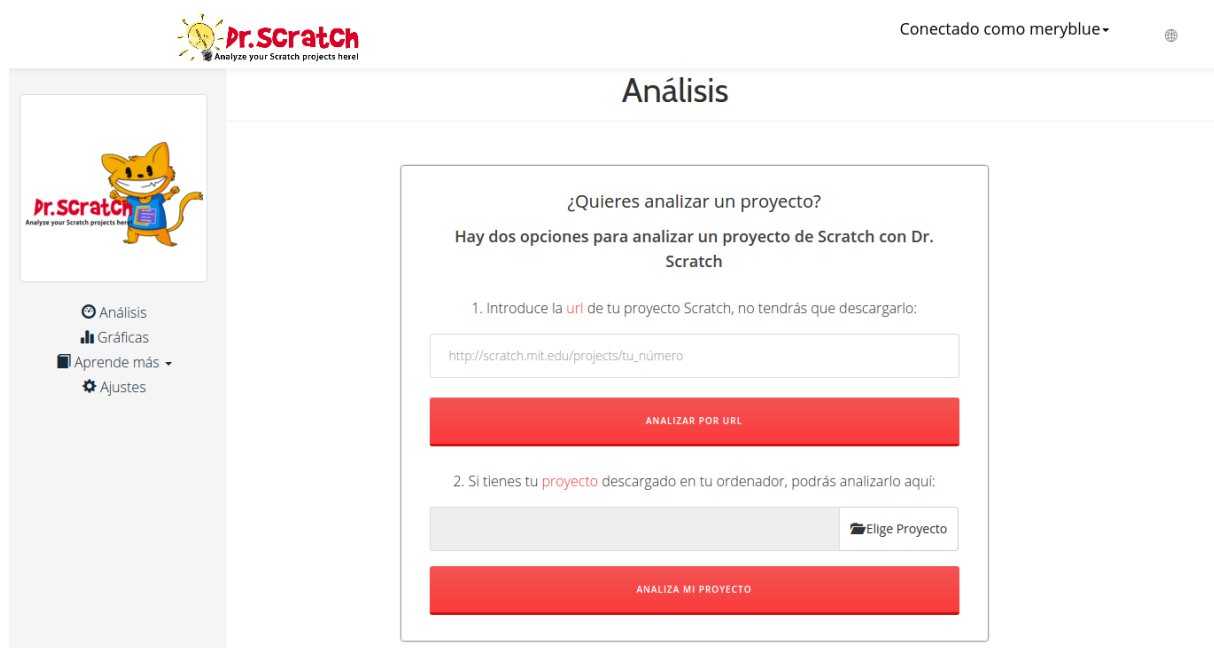 Dr.Scratch
Analyze your Scratch projects here!
Conectado como meryblue
Análisis
Dr.Scratch
Analyze your Scratch projects here
Análisis
Gráficas
Aprende más
Ajustes
¿Quieres analizar un proyecto?
Hay dos opciones para analizar un proyecto de Scratch con Dr.
Scratch
1. Introduce la url de tu proyecto Scratch, no tendrás que descargarlo:
http://scratch.mit.edu/projects/tu_número
ANALIZAR POR URL
2. Si tienes tu proyecto descargado en tu ordenador, podrás analizarlo aquí:
Elige Proyecto
ANALIZA MI PROYECTO